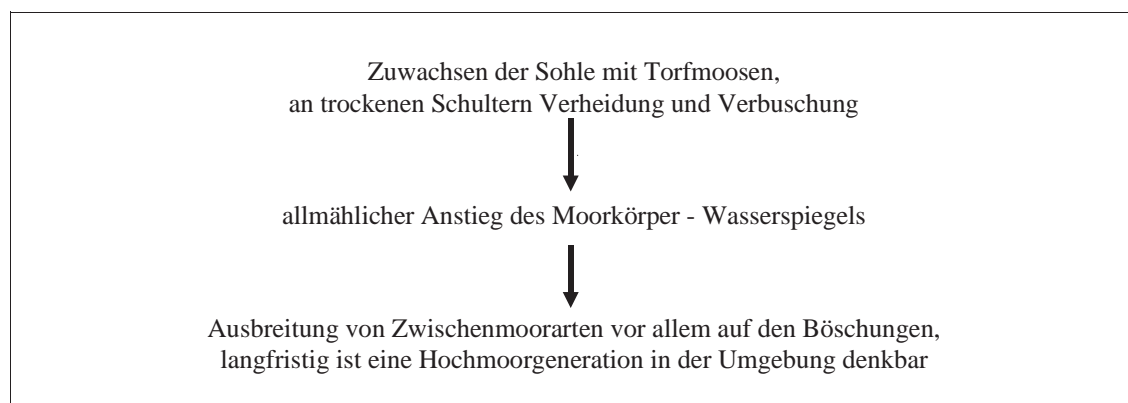 Zuwachsen der Sohle mit Torfmoosen,
an trockenen Schultern Verheidung und Verbuschung
allmählicher Anstieg des Moorkörper - Wasserspiegels
Ausbreitung von Zwischenmoorarten vor allem auf den Böschungen,
langfristig ist eine Hochmoorgeneration in der Umgebung denkbar